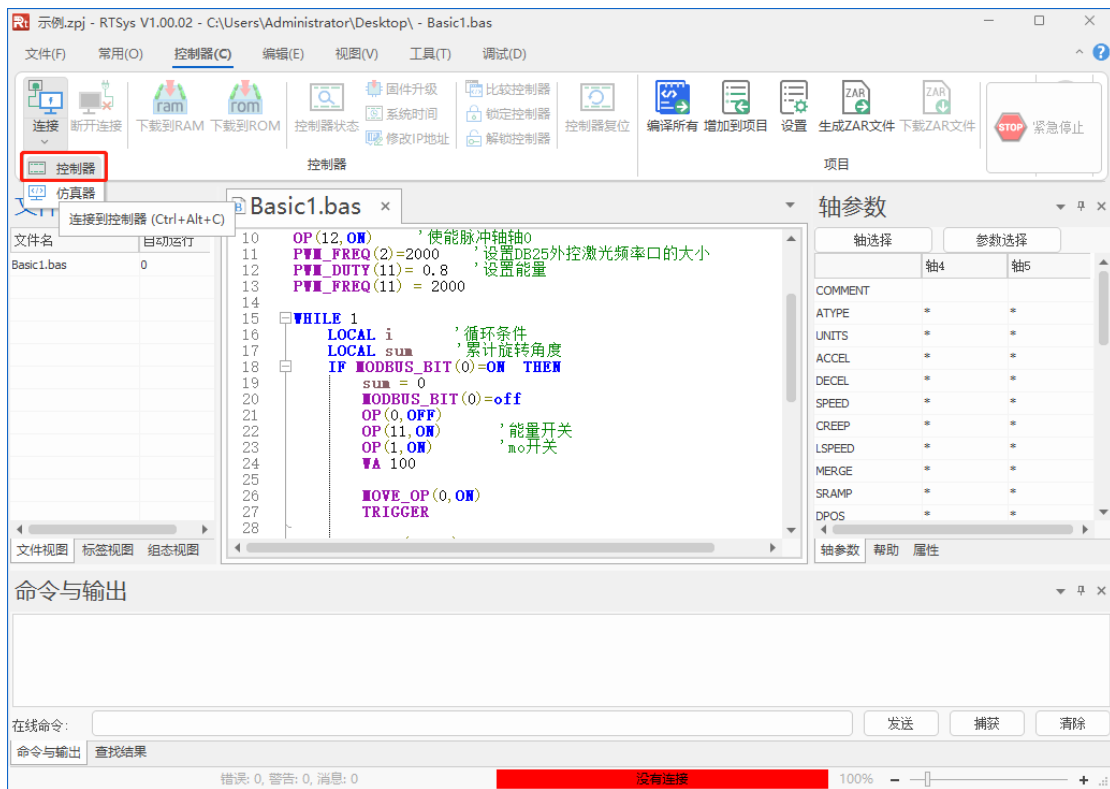 Rt 示例.zpj - RTSys V1.00.02 - C:\Users\Administrator\Desktop\ - Basic1.bas
文件(F) 常用(O) 控制器(C) 编辑(E) 视图(V) 工具(T) 调试(D)
连接 断开连接 ram 下载到RAM rom 下载到ROM 控制器状态
固件升级
系统时间
修改IP地址
比较控制器
锁定控制器
解锁控制器
控制器复位 编译所有 增加到项目 设置 ZAR 生成ZAR文件 ZAR 下载ZAR文件 STOP 紧急停止
控制器 项目
控制器
仿真器
连接到控制器 (Ctrl+Alt+C)
文件名 自动运行
Basic1.bas 0
文件视图 标签视图 组态视图
Basic1.bas ×
10 OP(12,ON) '使能脉冲轴轴0
11 PWM_FREQ(2)=2000 '设置DB25外控激光频率口的大小
12 PWM_DUTY(11)= 0.8 '设置能量
13 PWM_FREQ(11) = 2000
14
15 WHILE 1
16 LOCAL i '循环条件
17 LOCAL sum '累计旋转角度
18 IF MODBUS_BIT(0)=ON THEN
19 sum = 0
20 MODBUS_BIT(0)=off
21 OP(0,OFF)
22 OP(11,ON) '能量开关
23 OP(1,ON) 'mo开关
24 WA 100
25
26 MOVE_OP(0,ON)
27 TRIGGER
28
轴参数
轴选择 参数选择
轴4 轴5
COMMENT
ATYPE * *
UNITS * *
ACCEL * *
DECEL * *
SPEED * *
CREEP * *
LSPEED * *
MERGE * *
SRAMP * *
DPOS * *
轴参数 帮助 属性
命令与输出
在线命令: 发送 捕获 清除
命令与输出 查找结果
错误: 0, 警告: 0, 消息: 0 没有连接 100%